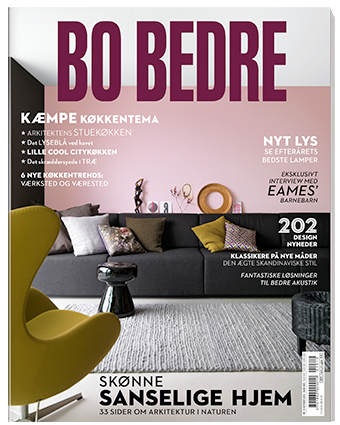 BO BEDRE
KÆMPE KØKKENTEMA
★ ARKITEKTENS STUEKØKKEN
★ Det LYSEBLÅ ved havet
★ LILLE COOL CITYKØKKEN
★ Det skræddersyede i TRÆ
6 NYE KØKKENTRENDS:
VÆRKSTED OG VÆRESTED
NYT LYS
SE EFTERÅRETS
BEDSTE LAMPER
EKSKLUSIVT
INTERVIEW MED
EAMES'
BARNEBARN
202
DESIGN
NYHEDER
KLASSIKERE PÅ NYE MÅDER
DEN ÆGTE SKANDINAVISKE STIL
FANTASTISKE LØSNINGER
TIL BEDRE AKUSTIK
SKØNNE
SANSELIGE HJEM
33 SIDER OM ARKITEKTUR I NATUREN